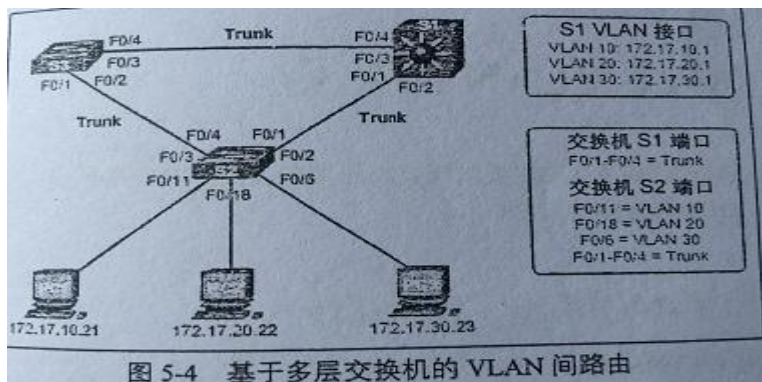 F0/4 Trunk F0/4
F0/3 F0/3
F0/1 F0/2 F0/1 F0/2
S1
S3
Trunk Trunk
F0/4 F0/1
F0/3 F0/2
S2
F0/11 F0/18 F0/6
172.17.10.21 172.17.20.22 172.17.30.23
S1 VLAN 接口
VLAN 10: 172.17.10.1
VLAN 20: 172.17.20.1
VLAN 30: 172.17.30.1
交换机 S1 端口
F0/1-F0/4 = Trunk
交换机 S2 端口
F0/11 = VLAN 10
F0/18 = VLAN 20
F0/6 = VLAN 30
F0/1-F0/4 = Trunk
图 5-4 基于多层交换机的 VLAN 间路由